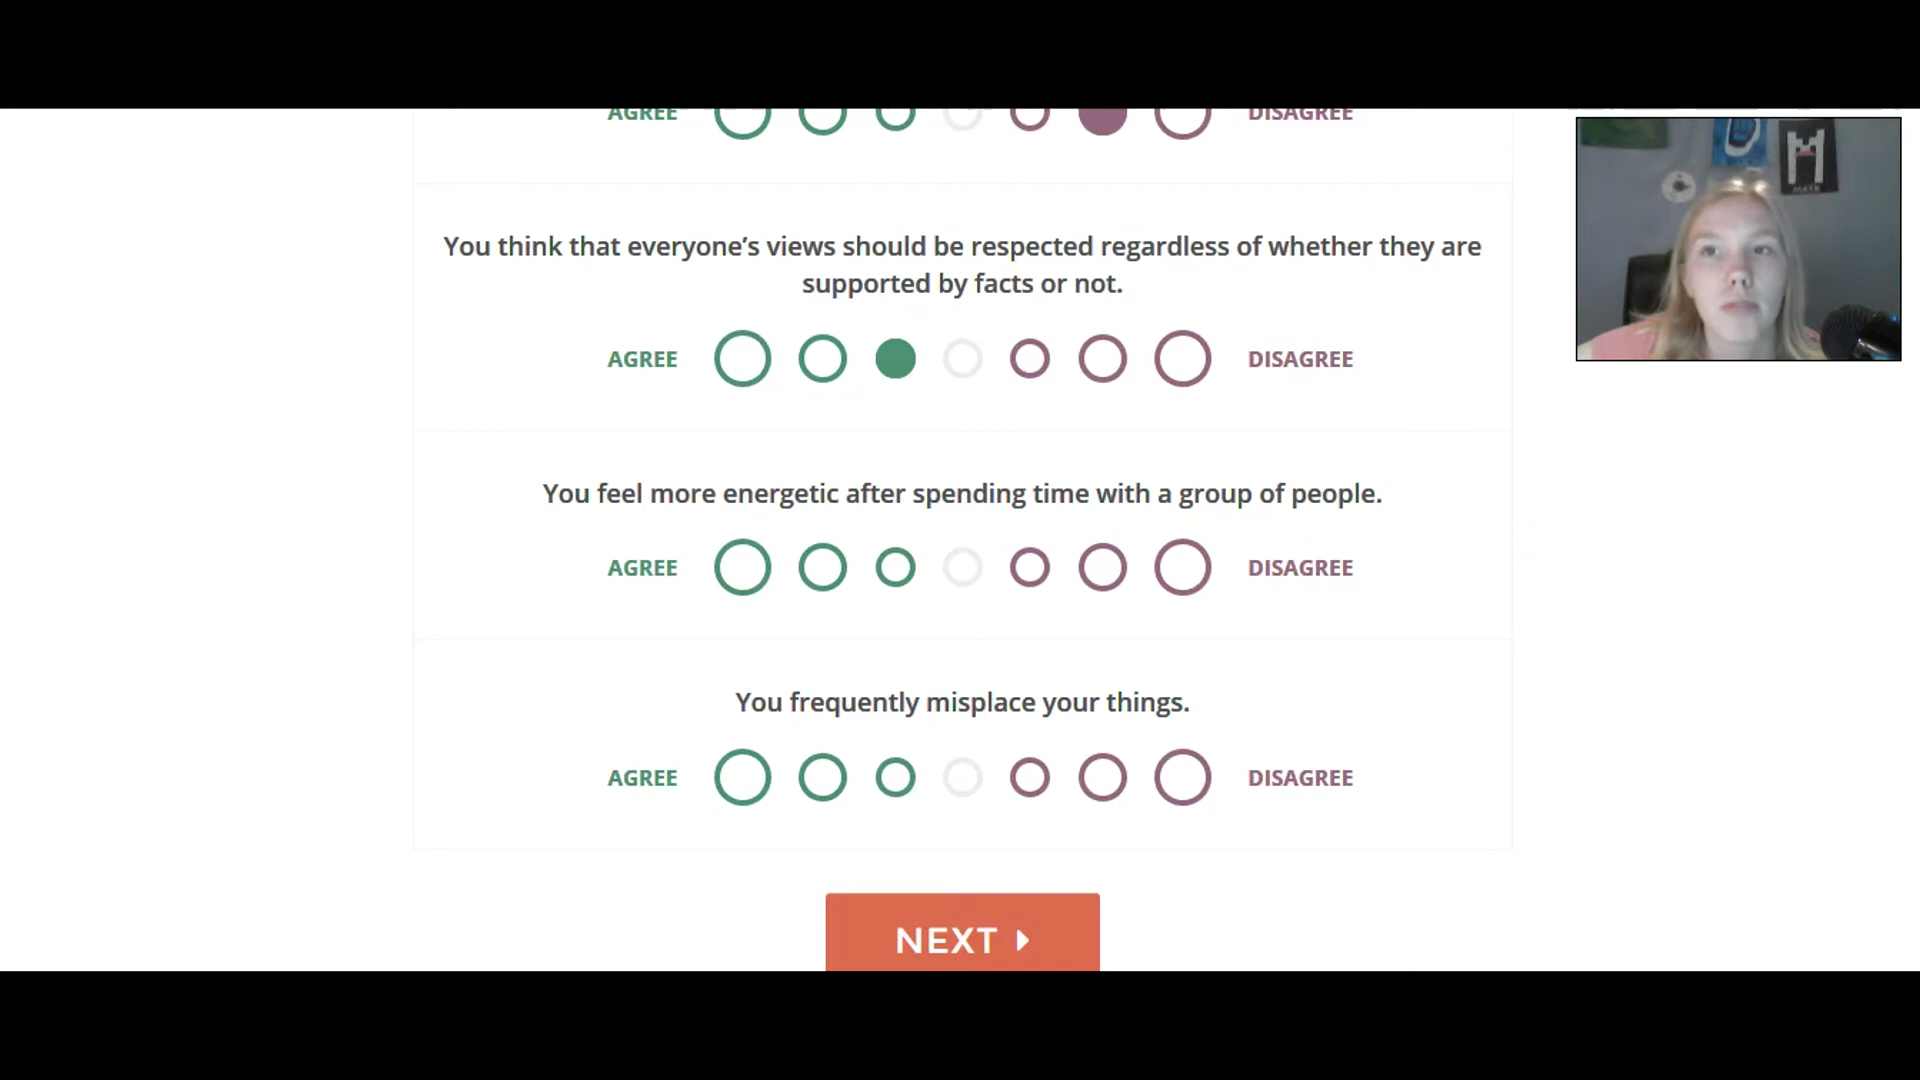 AGREE DISAGREE
You think that everyone’s views should be respected regardless of whether they are
supported by facts or not.
AGREE DISAGREE
You feel more energetic after spending time with a group of people.
AGREE DISAGREE
You frequently misplace your things.
AGREE DISAGREE
NEXT